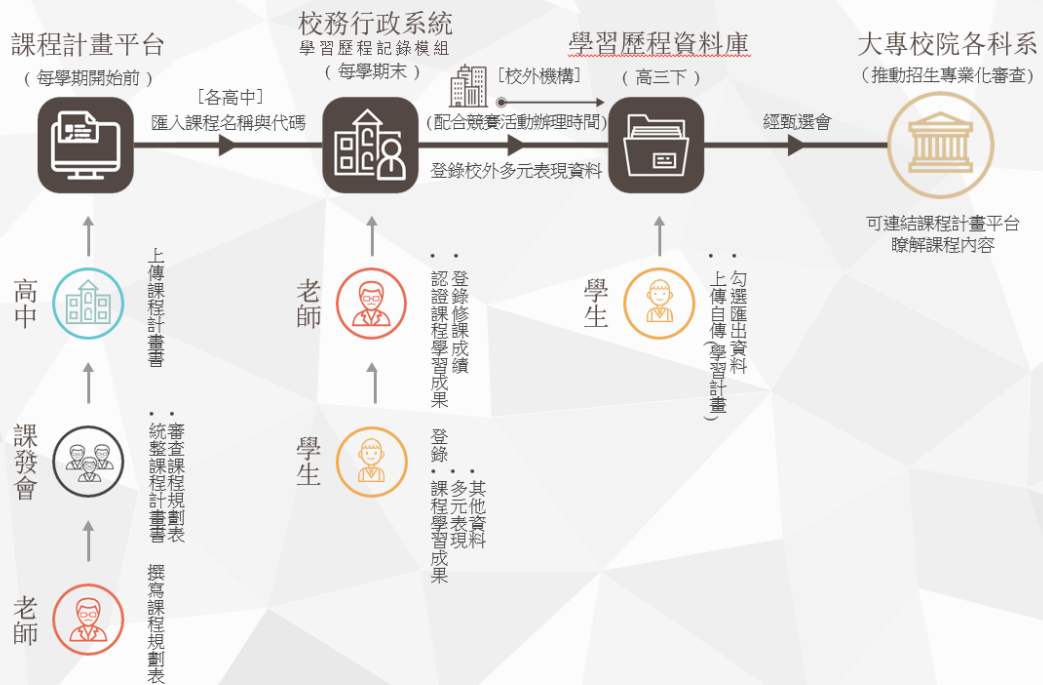 課程計畫平台
(每學期開始前)
校務行政系統
學習歷程記錄模組
(每學期末)
學習歷程資料庫
(高三下)
大專校院各科系
(推動招生專業化審查)
[各高中]
匯入課程名稱與代碼
[校外機構]
(配合競賽活動辦理時間)
登錄校外多元表現資料
經甄選會
可連結課程計畫平台
瞭解課程內容
高中
上傳課程計畫書
課發會
・審查課程規劃表
・統整課程計畫書
老師
撰寫課程規劃表
老師
・登錄修課成績
・認證課程學習成果
學生
登錄
・其他資料
・多元表現
・課程學習成果
學生
・勾選匯出資料
・上傳自傳(學習計畫)